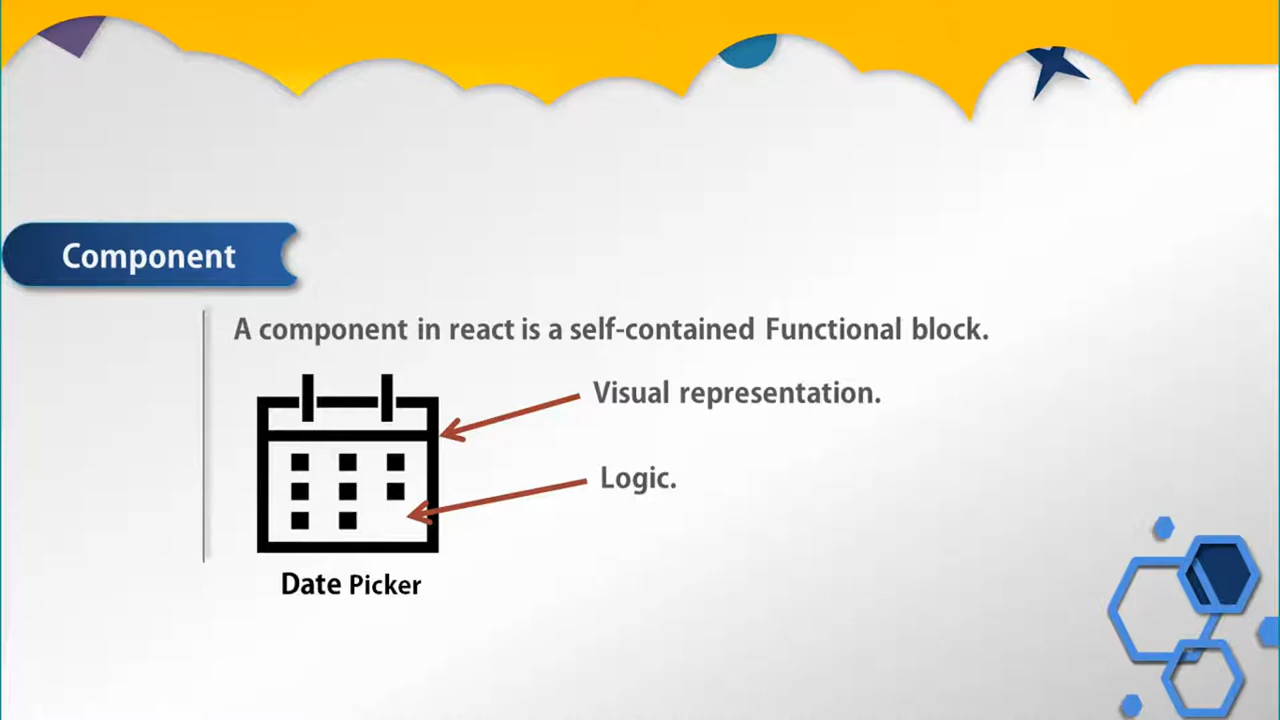 Component
A component in react is a self-contained Functional block.
Visual representation.
Logic.
Date Picker